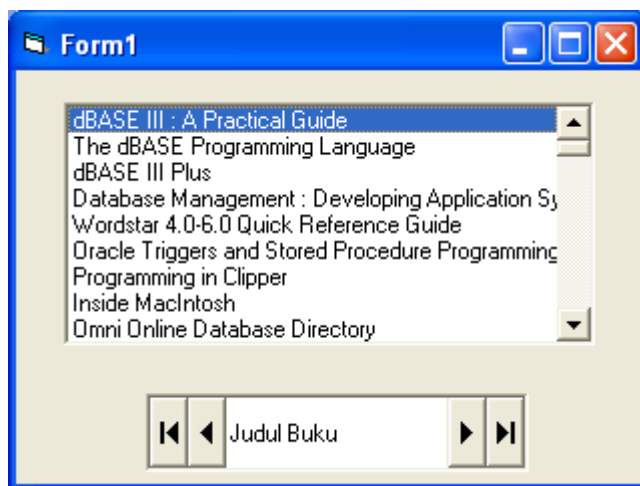 Form1
dBASE III : A Practical Guide
The dBASE Programming Language
dBASE III Plus
Database Management : Developing Application Sy
Wordstar 4.0-6.0 Quick Reference Guide
Oracle Triggers and Stored Procedure Programming
Programming in Clipper
Inside MacIntosh
Omni Online Database Directory
Judul Buku